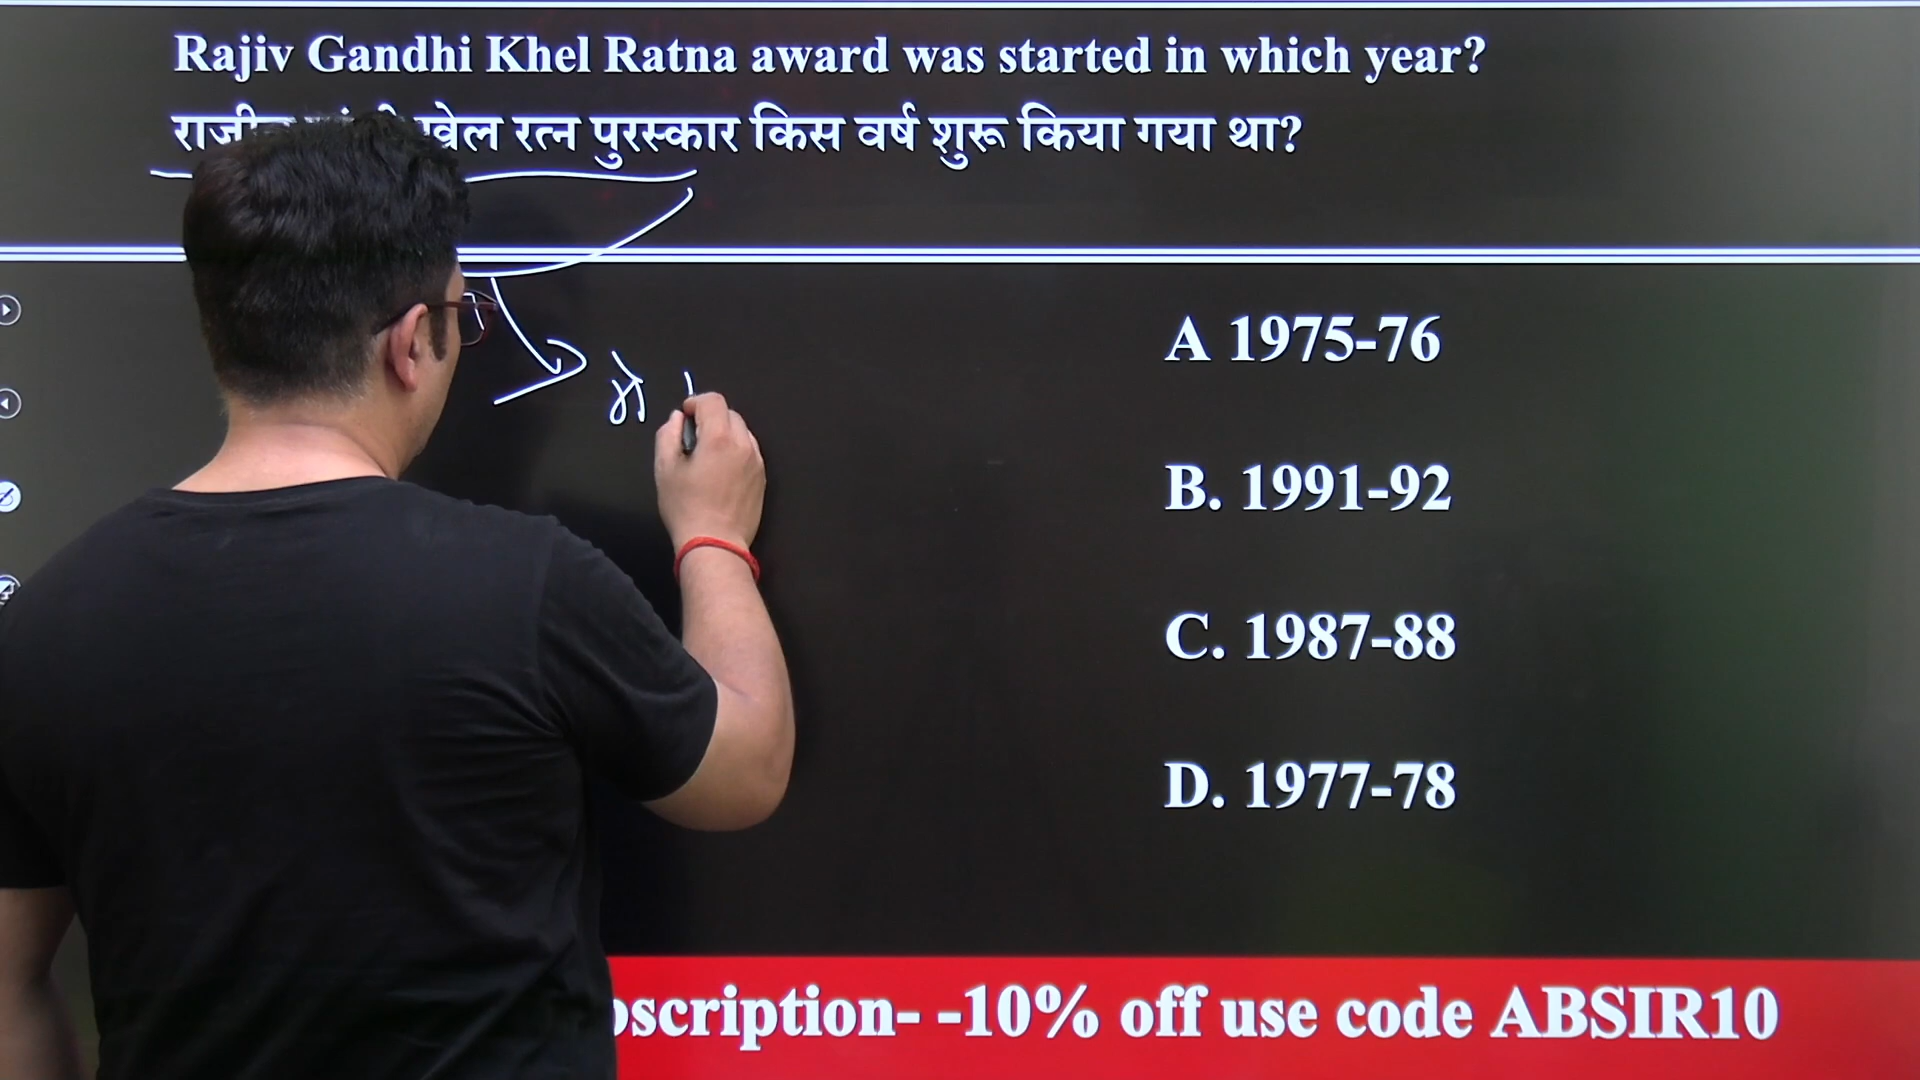 Rajiv Gandhi Khel Ratna award was started in which year?
खेल रत्न पुरस्कार किस वर्ष शुरू किया गया था?
A 1975-76
B. 1991-92
C. 1987-88
D. 1977-78
-10% off use code ABSIR10